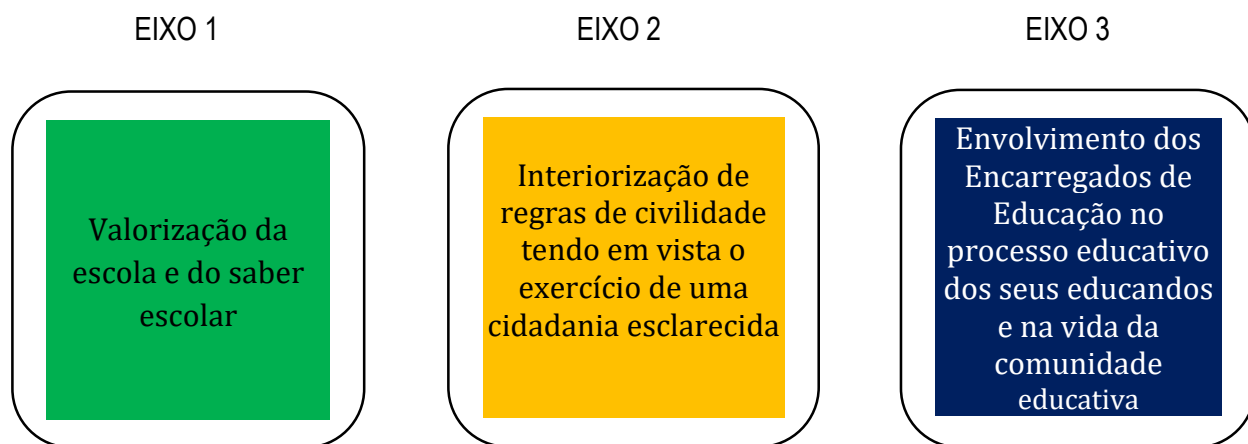 EIXO 1
EIXO 2
EIXO 3
Valorização da
escola e do saber
escolar
Interiorização de
regras de civilidade
tendo em vista o
exercício de uma
cidadania esclarecida
Envolvimento dos
Encarregados de
Educação no
processo educativo
dos seus educandos
e na vida da
comunidade
educativa